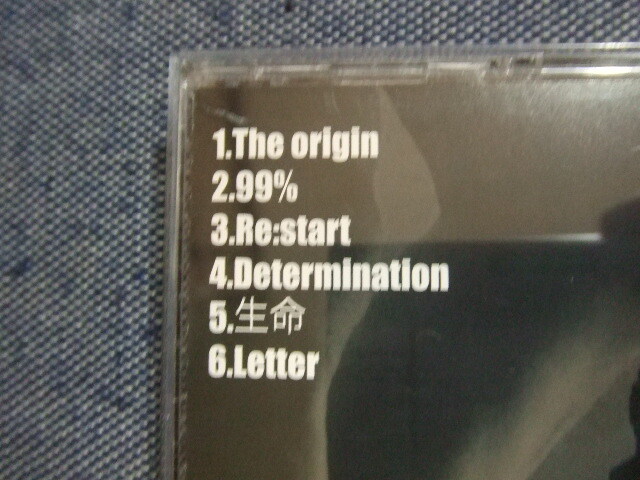 1.The origin
2.99%
3.Re:start
4.Determination
5.生命
6.Letter